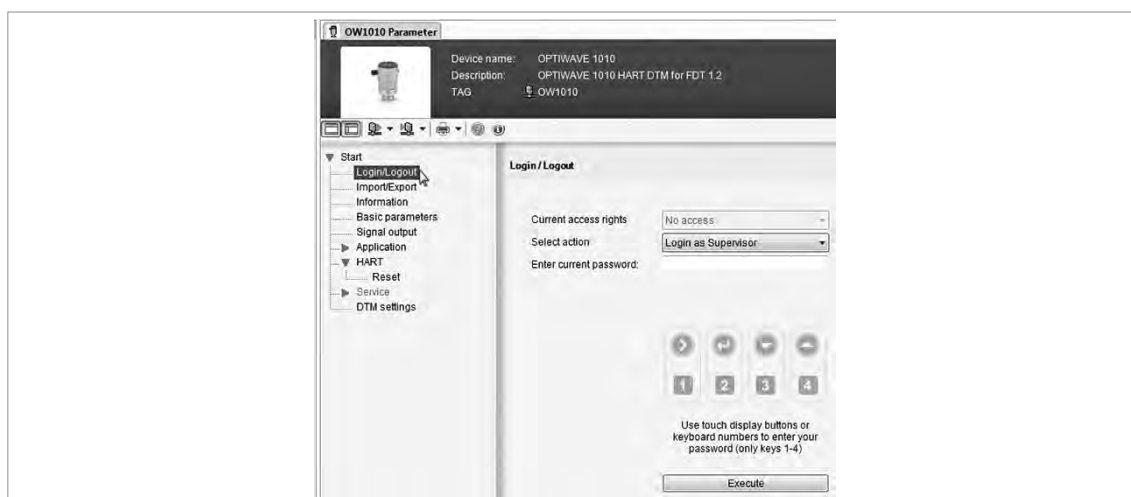 OW1010 Parameter
Device name: OPTIWAVE 1010
Description: OPTIWAVE 1010 HART DTM for FDT 1.2
TAG OW1010
Start
Login/Logout
Import/Export
Information
Basic parameters
Signal output
Application
HART
Reset
Service
DTM settings
Login / Logout
Current access rights No access
Select action Login as Supervisor
Enter current password:
1 2 3 4
Use touch display buttons or
keyboard numbers to enter your
password (only keys 1-4)
Execute